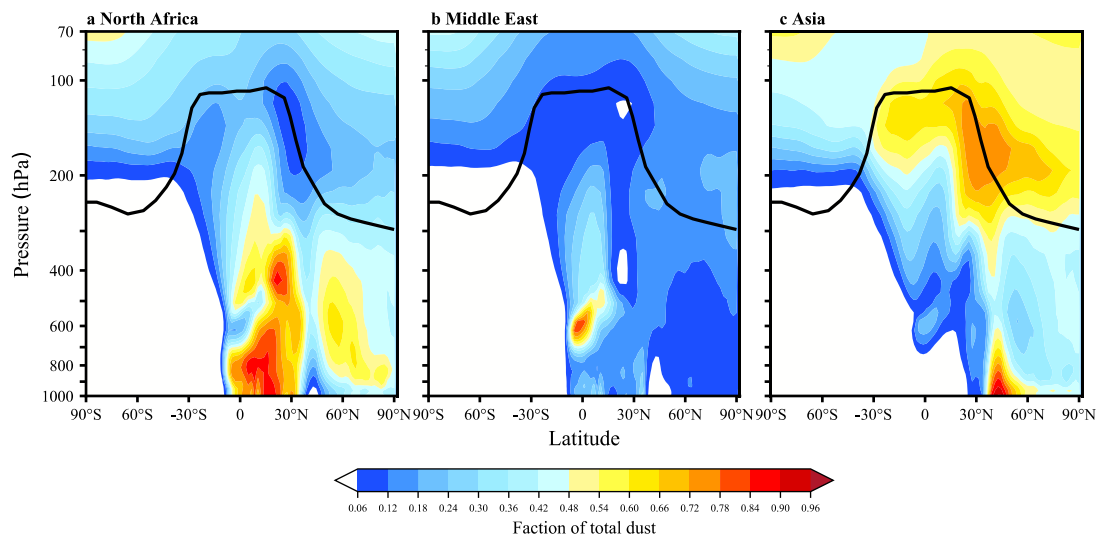 a North Africa
b Middle East
c Asia
70
100
200
400
600
800
1000
Pressure (hPa)
90°S 60°S -30°S 0 30°N 60°N 90°N
90°S 60°S -30°S 0 30°N 60°N 90°N
90°S 60°S -30°S 0 30°N 60°N 90°N
Latitude
0.06 0.12 0.18 0.24 0.30 0.36 0.42 0.48 0.54 0.60 0.66 0.72 0.78 0.84 0.90 0.96
Faction of total dust